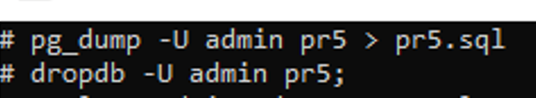 # pg_dump -U admin pr5 > pr5.sql
# dropdb -U admin pr5;